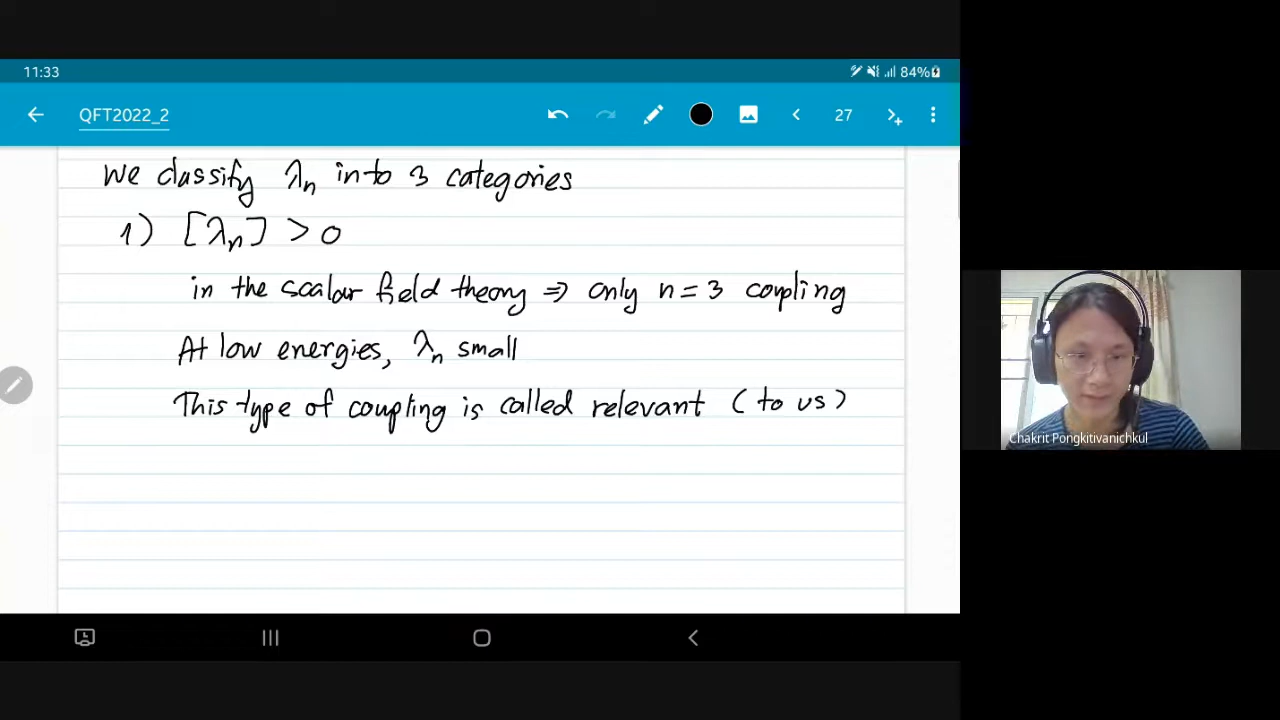 11:33
84%
QFT2022_2
27
We classify λn into 3 categories
1) [λn] > 0
in the scalar field theory ⇒ only n = 3 coupling
At low energies, λn small
This type of coupling is called relevant (to us)
Chakrit Pongkitivanichkul